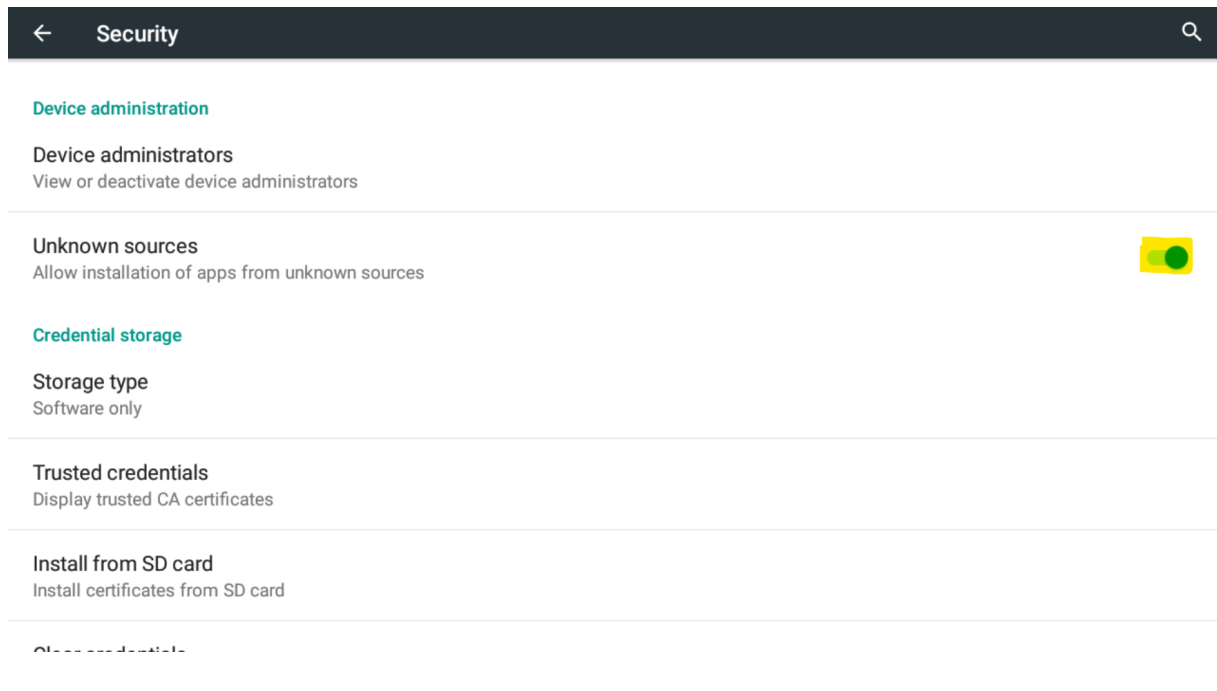 Security
Device administration
Device administrators
View or deactivate device administrators
Unknown sources
Allow installation of apps from unknown sources
Credential storage
Storage type
Software only
Trusted credentials
Display trusted CA certificates
Install from SD card
Install certificates from SD card
Clear credentials